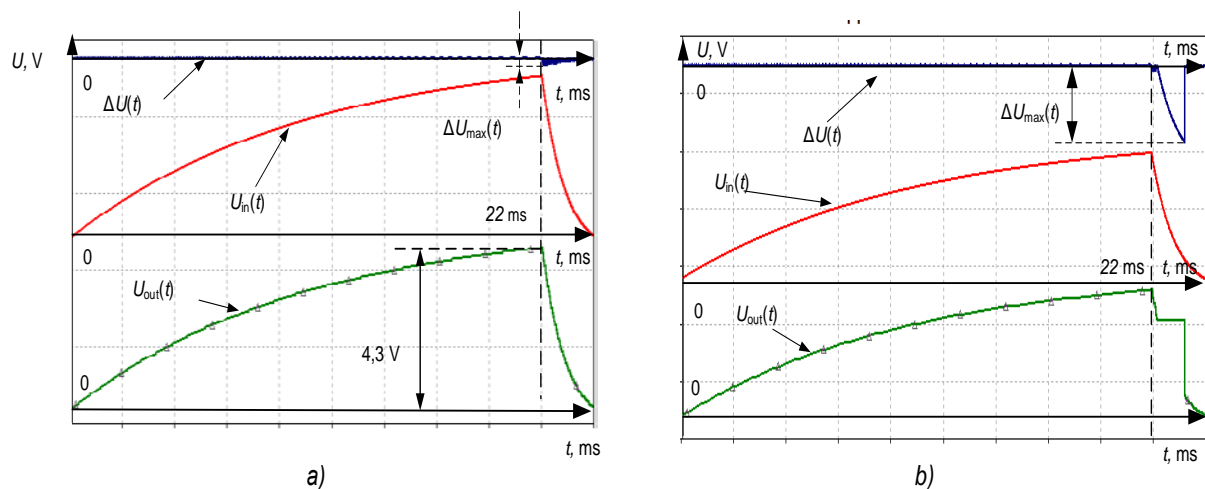 U, V
0
t, ms
ΔU(t)
ΔUmax(t)
Uin(t)
22 ms
0
t, ms
Uout(t)
4,3 V
0
t, ms
a)
U, V
t, ms
0
ΔUmax(t)
ΔU(t)
Uin(t)
22 ms
t, ms
0
Uout(t)
0
t, ms
b)